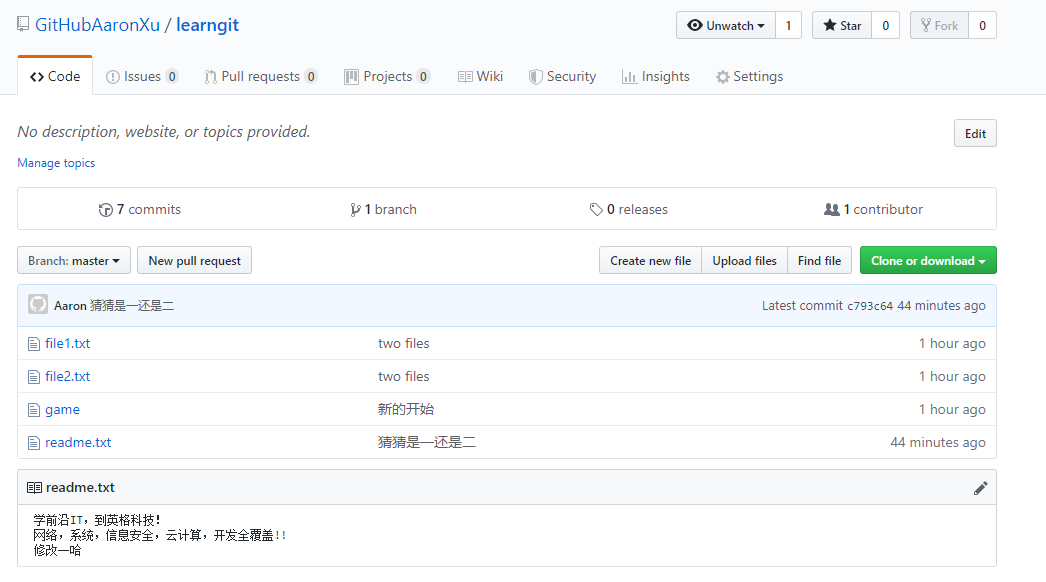 GitHubAaronXu / learngit
Unwatch 1 Star 0 Fork 0
Code Issues 0 Pull requests 0 Projects 0 Wiki Security Insights Settings
No description, website, or topics provided.
Edit
Manage topics
7 commits 1 branch 0 releases 1 contributor
Branch: master New pull request Create new file Upload files Find file Clone or download
Aaron 猜猜是一还是二 Latest commit c793c64 44 minutes ago
file1.txt two files 1 hour ago
file2.txt two files 1 hour ago
game 新的开始 1 hour ago
readme.txt 猜猜是一还是二 44 minutes ago
readme.txt
学前沿IT，到英格科技！
网络，系统，信息安全，云计算，开发全覆盖!!
修改一哈